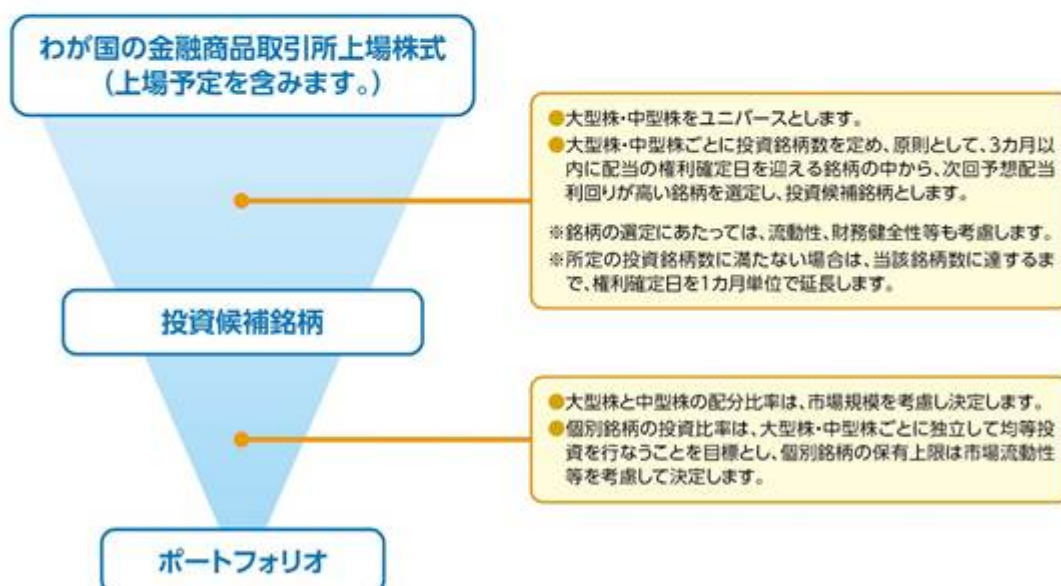 わが国の金融商品取引所上場株式
(上場予定を含みます。)
●大型株・中型株をユニバースとします。
●大型株・中型株ごとに投資銘柄数を定め、原則として、3カ月以
内に配当の権利確定日を迎える銘柄の中から、次回予想配当
利回りが高い銘柄を選定し、投資候補銘柄とします。
※銘柄の選定にあたっては、流動性、財務健全性等も考慮します。
※所定の投資銘柄数に満たない場合は、当該銘柄数に達するま
で、権利確定日を1カ月単位で延長します。
投資候補銘柄
●大型株と中型株の配分比率は、市場規模を考慮し決定します。
●個別銘柄の投資比率は、大型株・中型株ごとに独立して均等投
資を行なうことを目標とし、個別銘柄の保有上限は市場流動性
等を考慮して決定します。
ポートフォリオ